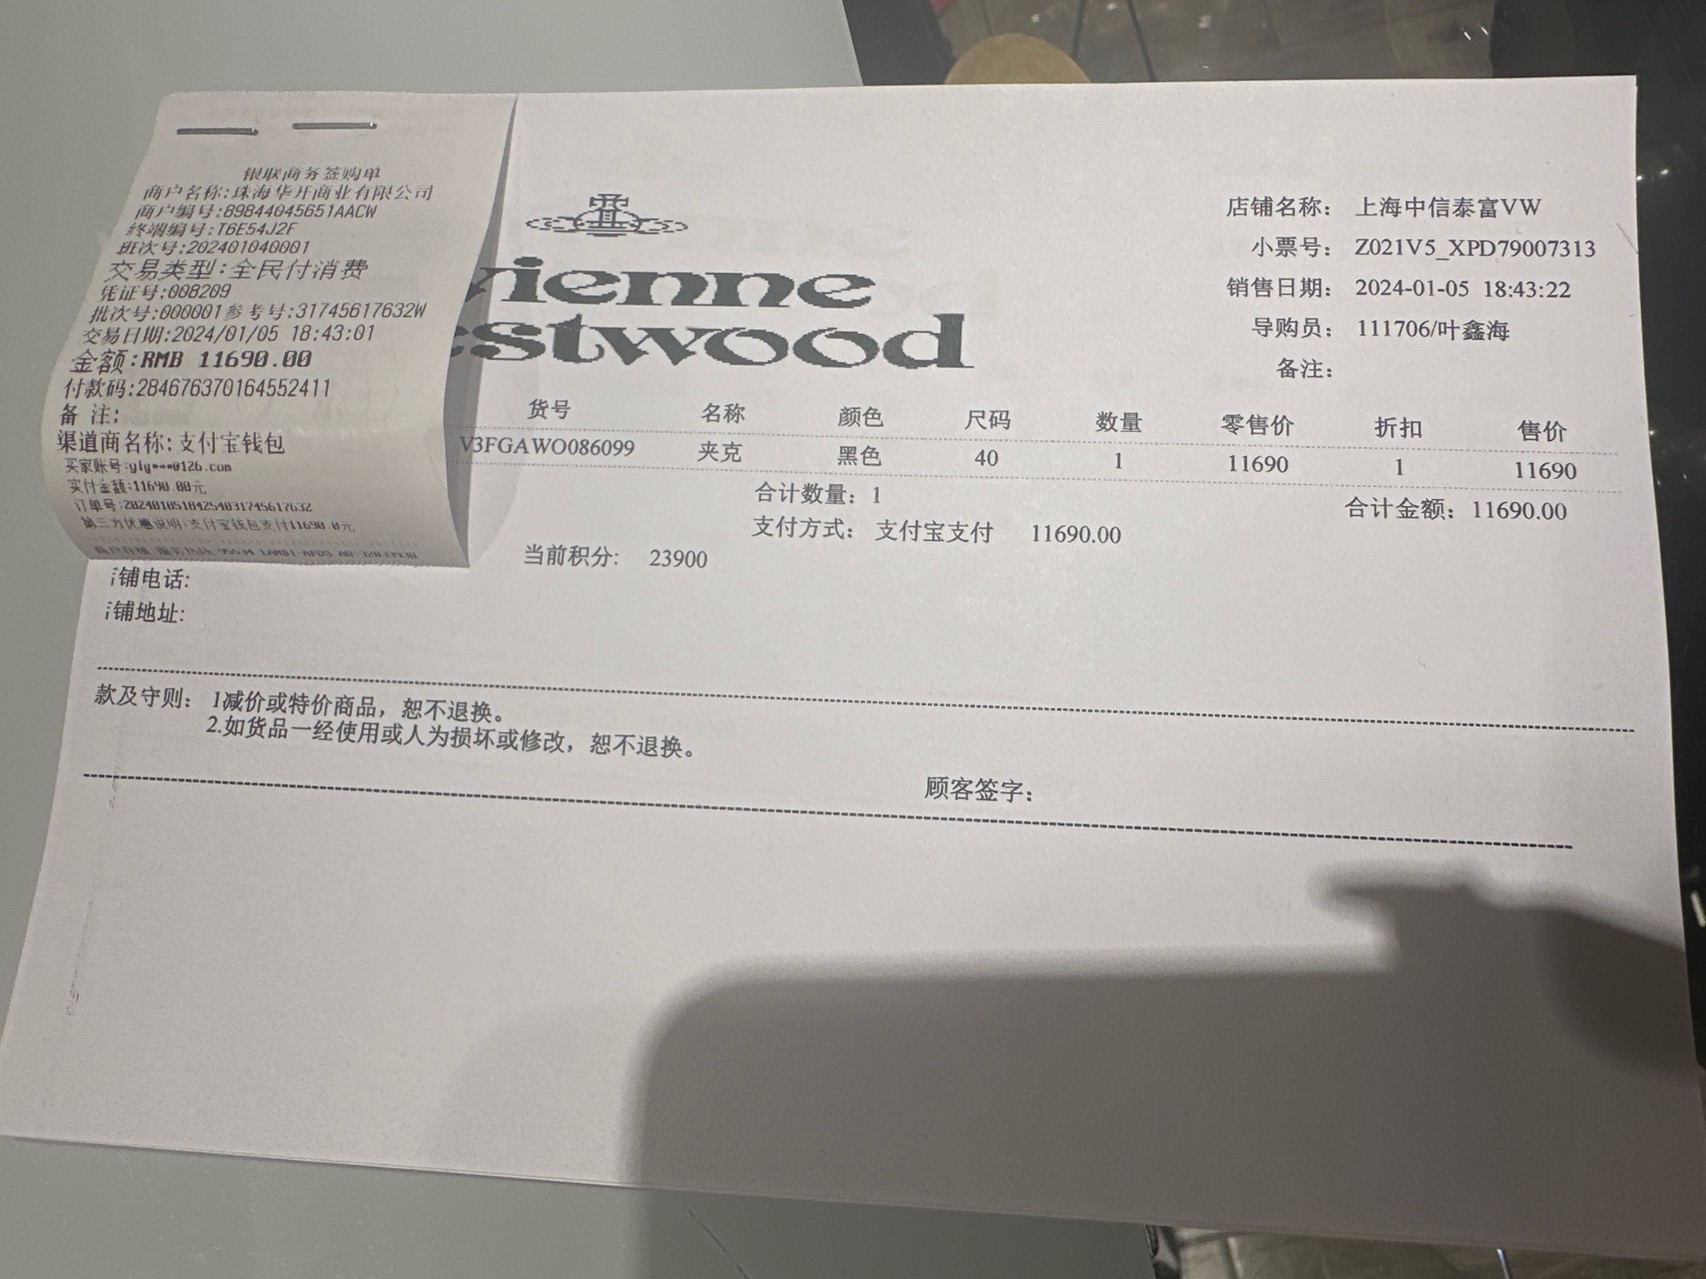 银联商务签购单
商户名称:珠海华开商业有限公司
商户编号:89844045651AACW
终端编号:T6E54J2F
班次号:202401040001
交易类型:全民付消费
凭证号:008209
批次号:000001参考号:31745617632W
交易日期:2024/01/05 18:43:01
金额:RMB 11690.00
付款码:284676370164552411
备 注:
渠道商名称:支付宝钱包
买家账号:yly***@126.com
实付金额:11690.00元
订单号:20240105184254031745617632
第三方优惠说明:支付宝钱包支付11690.0元
vienne
estwood
店铺名称： 上海中信泰富VW
小票号： Z021V5_XPD79007313
销售日期： 2024-01-05 18:43:22
导购员： 111706/叶鑫海
备注：
货号 名称 颜色 尺码 数量 零售价 折扣 售价
V3FGAWO086099 夹克 黑色 40 1 11690 1 11690
合计数量： 1 合计金额： 11690.00
支付方式： 支付宝支付 11690.00
当前积分： 23900
铺电话:
铺地址:
款及守则： 1减价或特价商品，恕不退换。
2.如货品一经使用或人为损坏或修改，恕不退换。
顾客签字：